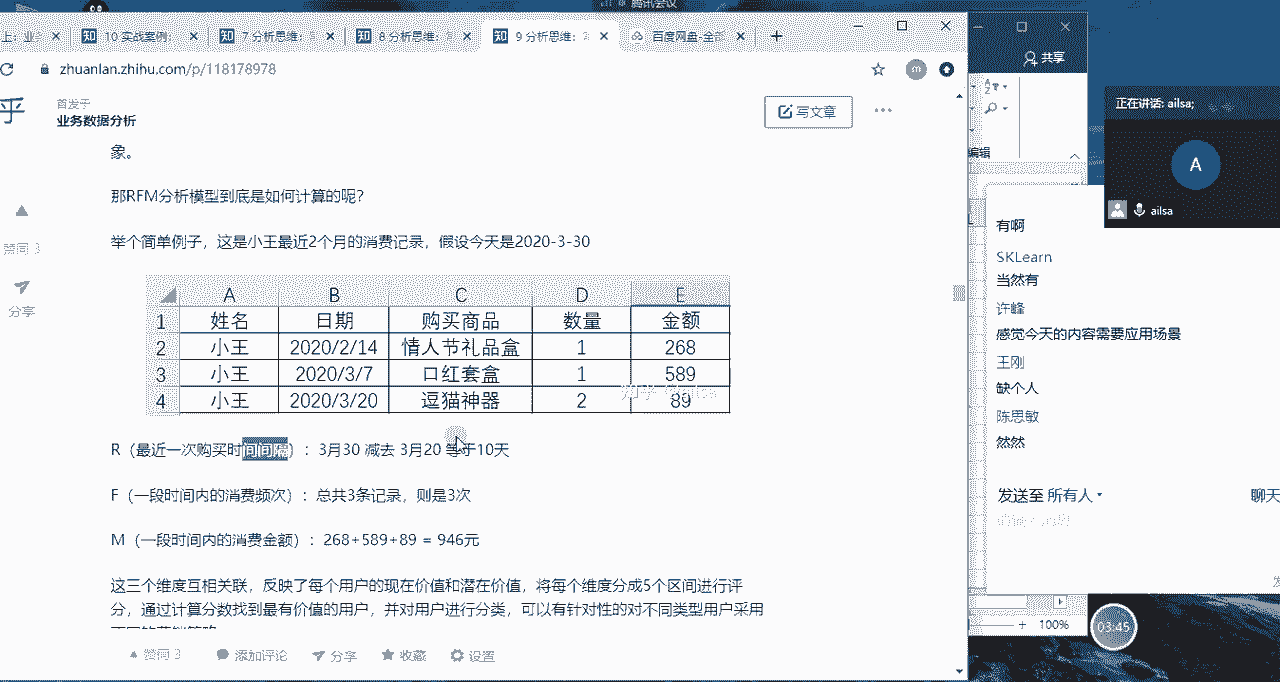 腾讯会议
上：业
10 实战案例：
7 分析思维：
8 分析思维：
9 分析思维：
百度网盘-全部
zhuanlan.zhihu.com/p/118178978
m
共享
乎
首发于
业务数据分析
写文章
编辑
正在讲话: ailsa;
A
ailsa
象。
那RFM分析模型到底是如何计算的呢？
举个简单例子，这是小王最近2个月的消费记录，假设今天是2020-3-30
A B C D E
1 姓名 日期 购买商品 数量 金额
2 小王 2020/2/14 情人节礼品盒 1 268
3 小王 2020/3/7 口红套盒 1 589
4 小王 2020/3/20 逗猫神器 2 89
R（最近一次购买时间间隔）：3月30 减去 3月20 等于10天
F（一段时间内的消费频次）：总共3条记录，则是3次
M（一段时间内的消费金额）：268+589+89 = 946元
这三个维度互相关联，反映了每个用户的现在价值和潜在价值，将每个维度分成5个区间进行评
分，通过计算分数找到最有价值的用户，并对用户进行分类，可以有针对性的对不同类型用户采用
赞同 3
分享
赞同 3
添加评论
分享
收藏
设置
有啊
SKLearn
当然有
许峰
感觉今天的内容需要应用场景
王刚
缺个人
陈思敏
然然
发送至 所有人
聊天
100%
03:45